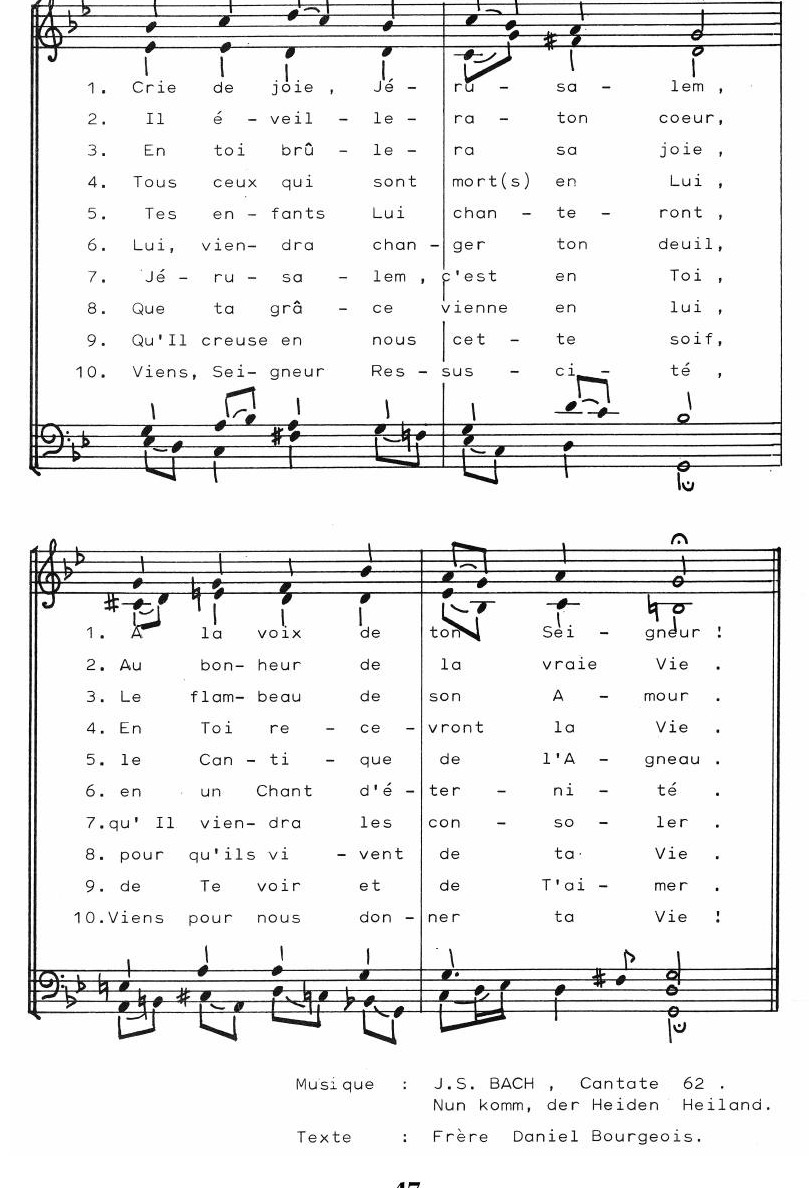 1. Crie de joie , Jé - ru - sa - lem ,
2. Il é - veil - le - ra - ton coeur,
3. En toi brû - le - ra sa joie ,
4. Tous ceux qui sont mort(s) en Lui ,
5. Tes en - fants Lui chan - te - ront ,
6. Lui, vien- dra chan - ger ton deuil,
7. Jé - ru - sa - lem , c'est en Toi ,
8. Que ta grâ - ce vienne en lui ,
9. Qu'Il creuse en nous cet - te soif,
10. Viens, Sei- gneur Res - sus - ci - té ,
1. A la voix de ton Sei - gneur !
2. Au bon- heur de la vraie Vie .
3. Le flam- beau de son A - mour .
4. En Toi re - ce - vront la Vie .
5. le Can - ti - que de l'A - gneau .
6. en un Chant d'é - ter - ni - té .
7.qu' Il vien- dra les con - so - ler .
8. pour qu'ils vi - vent de ta Vie .
9. de Te voir et de T'ai - mer .
10.Viens pour nous don - ner ta Vie !
Musique : J.S. BACH , Cantate 62 .
Nun komm, der Heiden Heiland.
Texte : Frère Daniel Bourgeois.